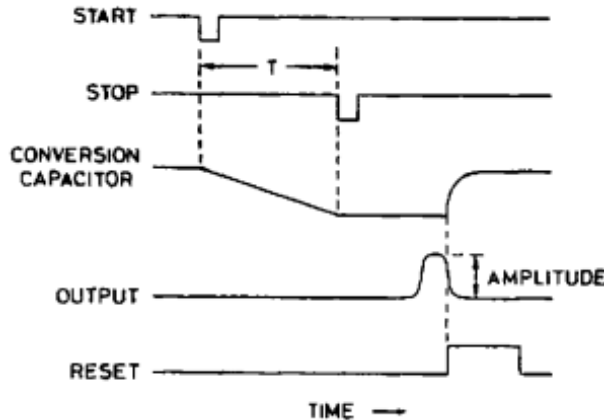 START
T
STOP
CONVERSION
CAPACITOR
AMPLITUDE
OUTPUT
RESET
TIME